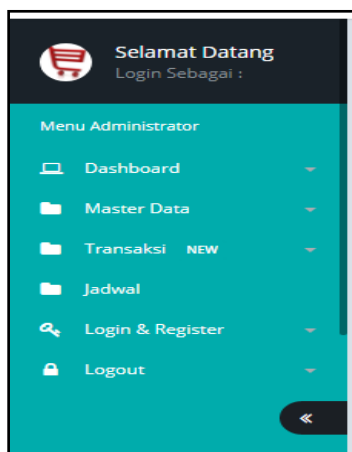 Selamat Datang
Login Sebagai :
Menu Administrator
Dashboard
Master Data
Transaksi NEW
Jadwal
Login & Register
Logout